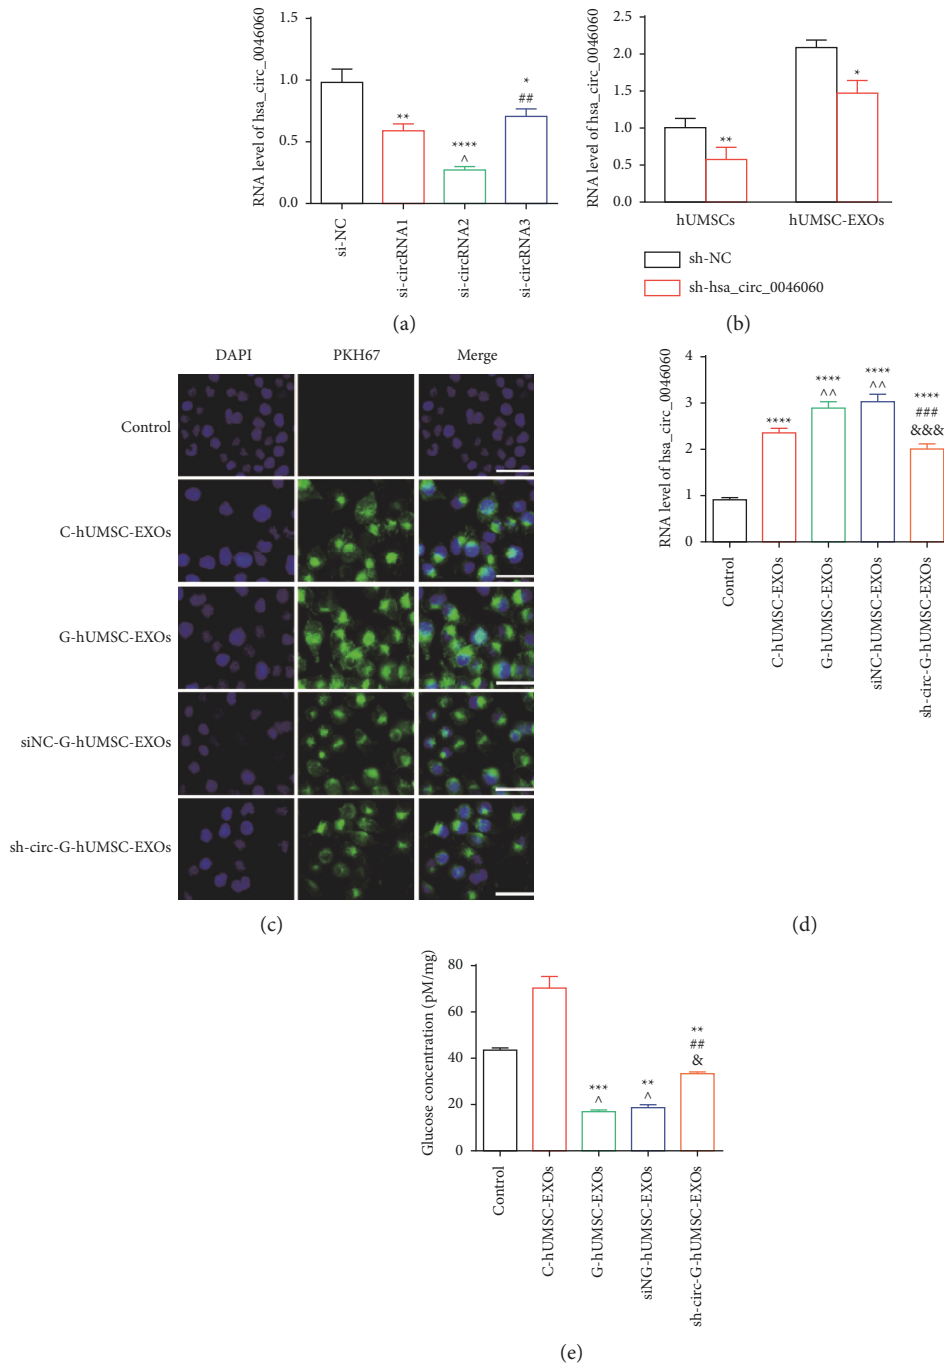 RNA level of hsa_circ_0046060
1.5
1.0
0.5
0.0
**
****
^
*
##
si-NC
si-circRNA1
si-circRNA2
si-circRNA3
(a)
RNA level of hsa_circ_0046060
2.5
2.0
1.5
1.0
0.5
0.0
**
*
hUMSCs
hUMSC-EXOs
sh-NC
sh-hsa_circ_0046060
(b)
DAPI
PKH67
Merge
Control
C-hUMSC-EXOs
G-hUMSC-EXOs
siNC-G-hUMSC-EXOs
sh-circ-G-hUMSC-EXOs
(c)
RNA level of hsa_circ_0046060
4
3
2
1
0
****
****
^^
****
^^
****
###
&&&
Control
C-hUMSC-EXOs
G-hUMSC-EXOs
siNC-hUMSC-EXOs
sh-circ-G-hUMSC-EXOs
(d)
Glucose concentration (pM/mg)
80
60
40
20
0
***
^
**
^
**
##
&
Control
C-hUMSC-EXOs
G-hUMSC-EXOs
siNG-hUMSC-EXOs
sh-circ-G-hUMSC-EXOs
(e)